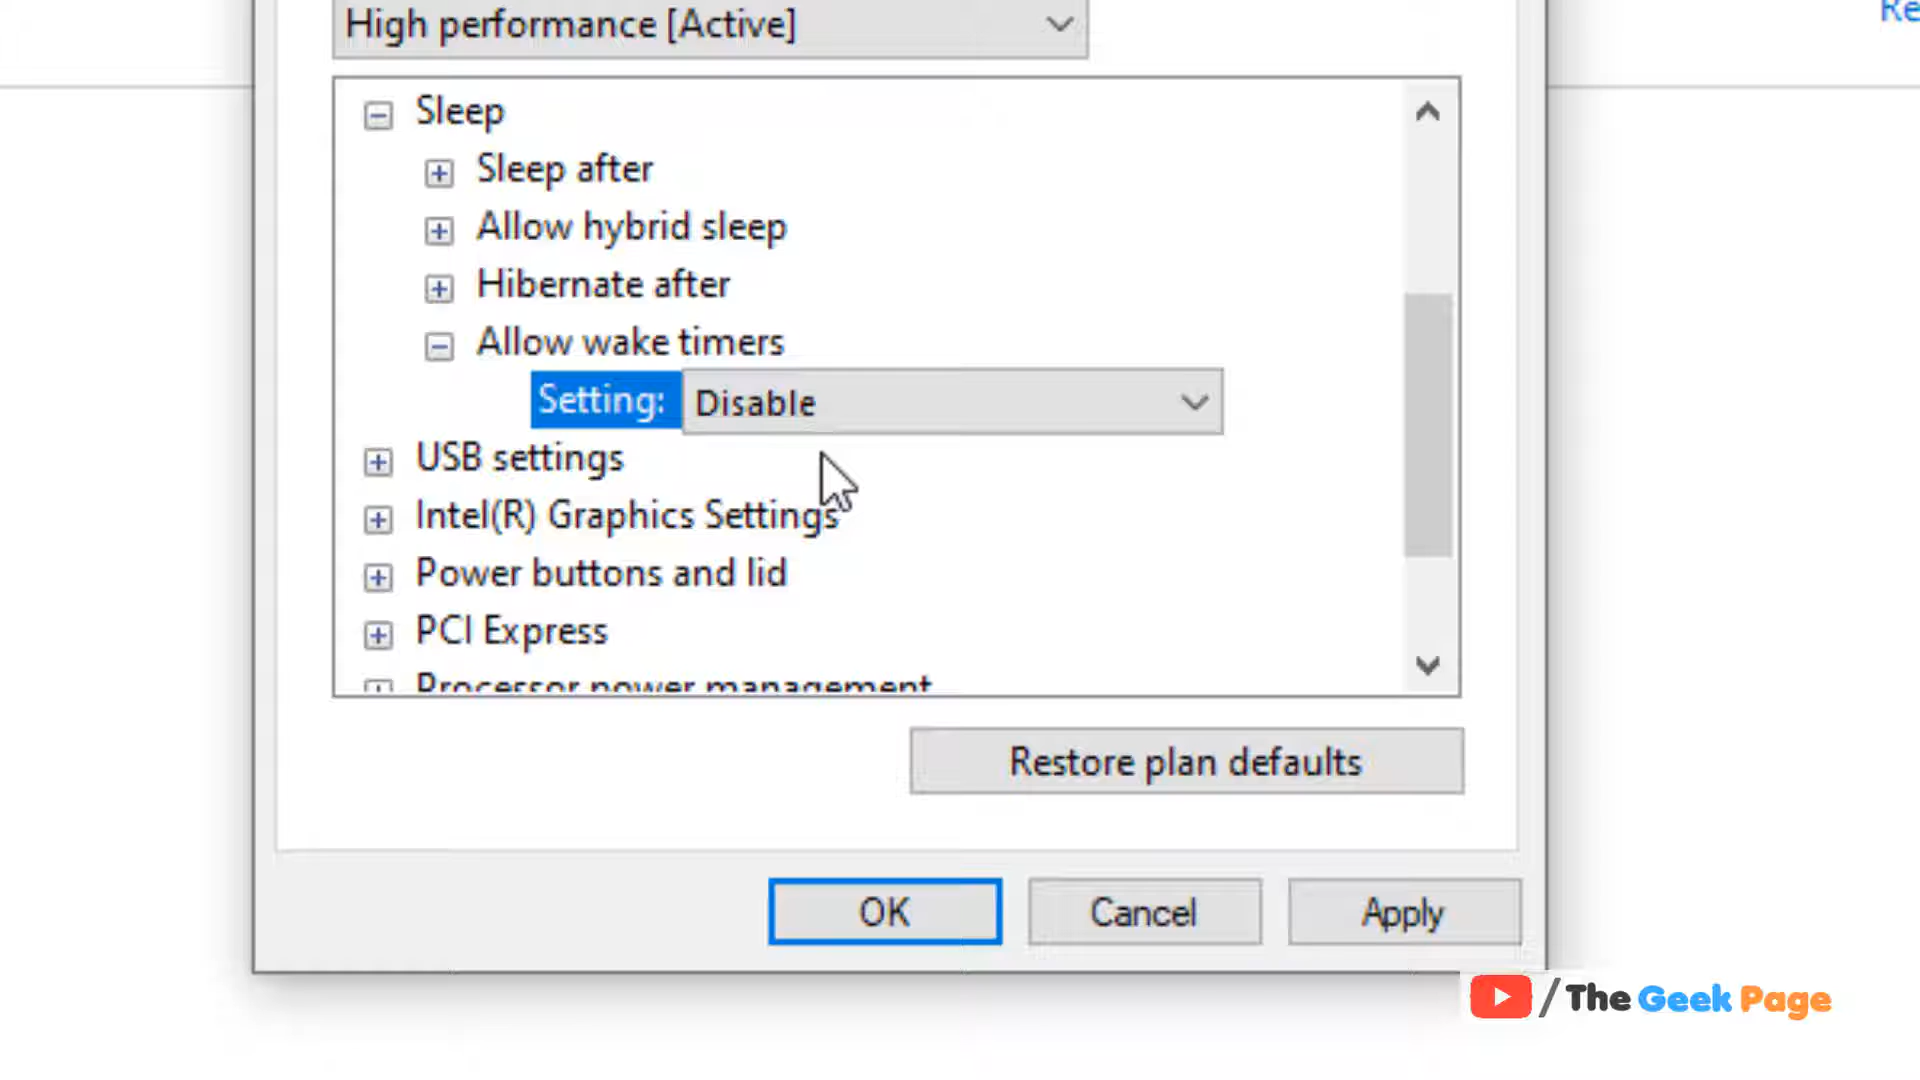 Re
High performance [Active]
Sleep
Sleep after
Allow hybrid sleep
Hibernate after
Allow wake timers
Setting: Disable
USB settings
Intel(R) Graphics Settings
Power buttons and lid
PCI Express
Processor power management
Restore plan defaults
OK Cancel Apply
/ The Geek Page